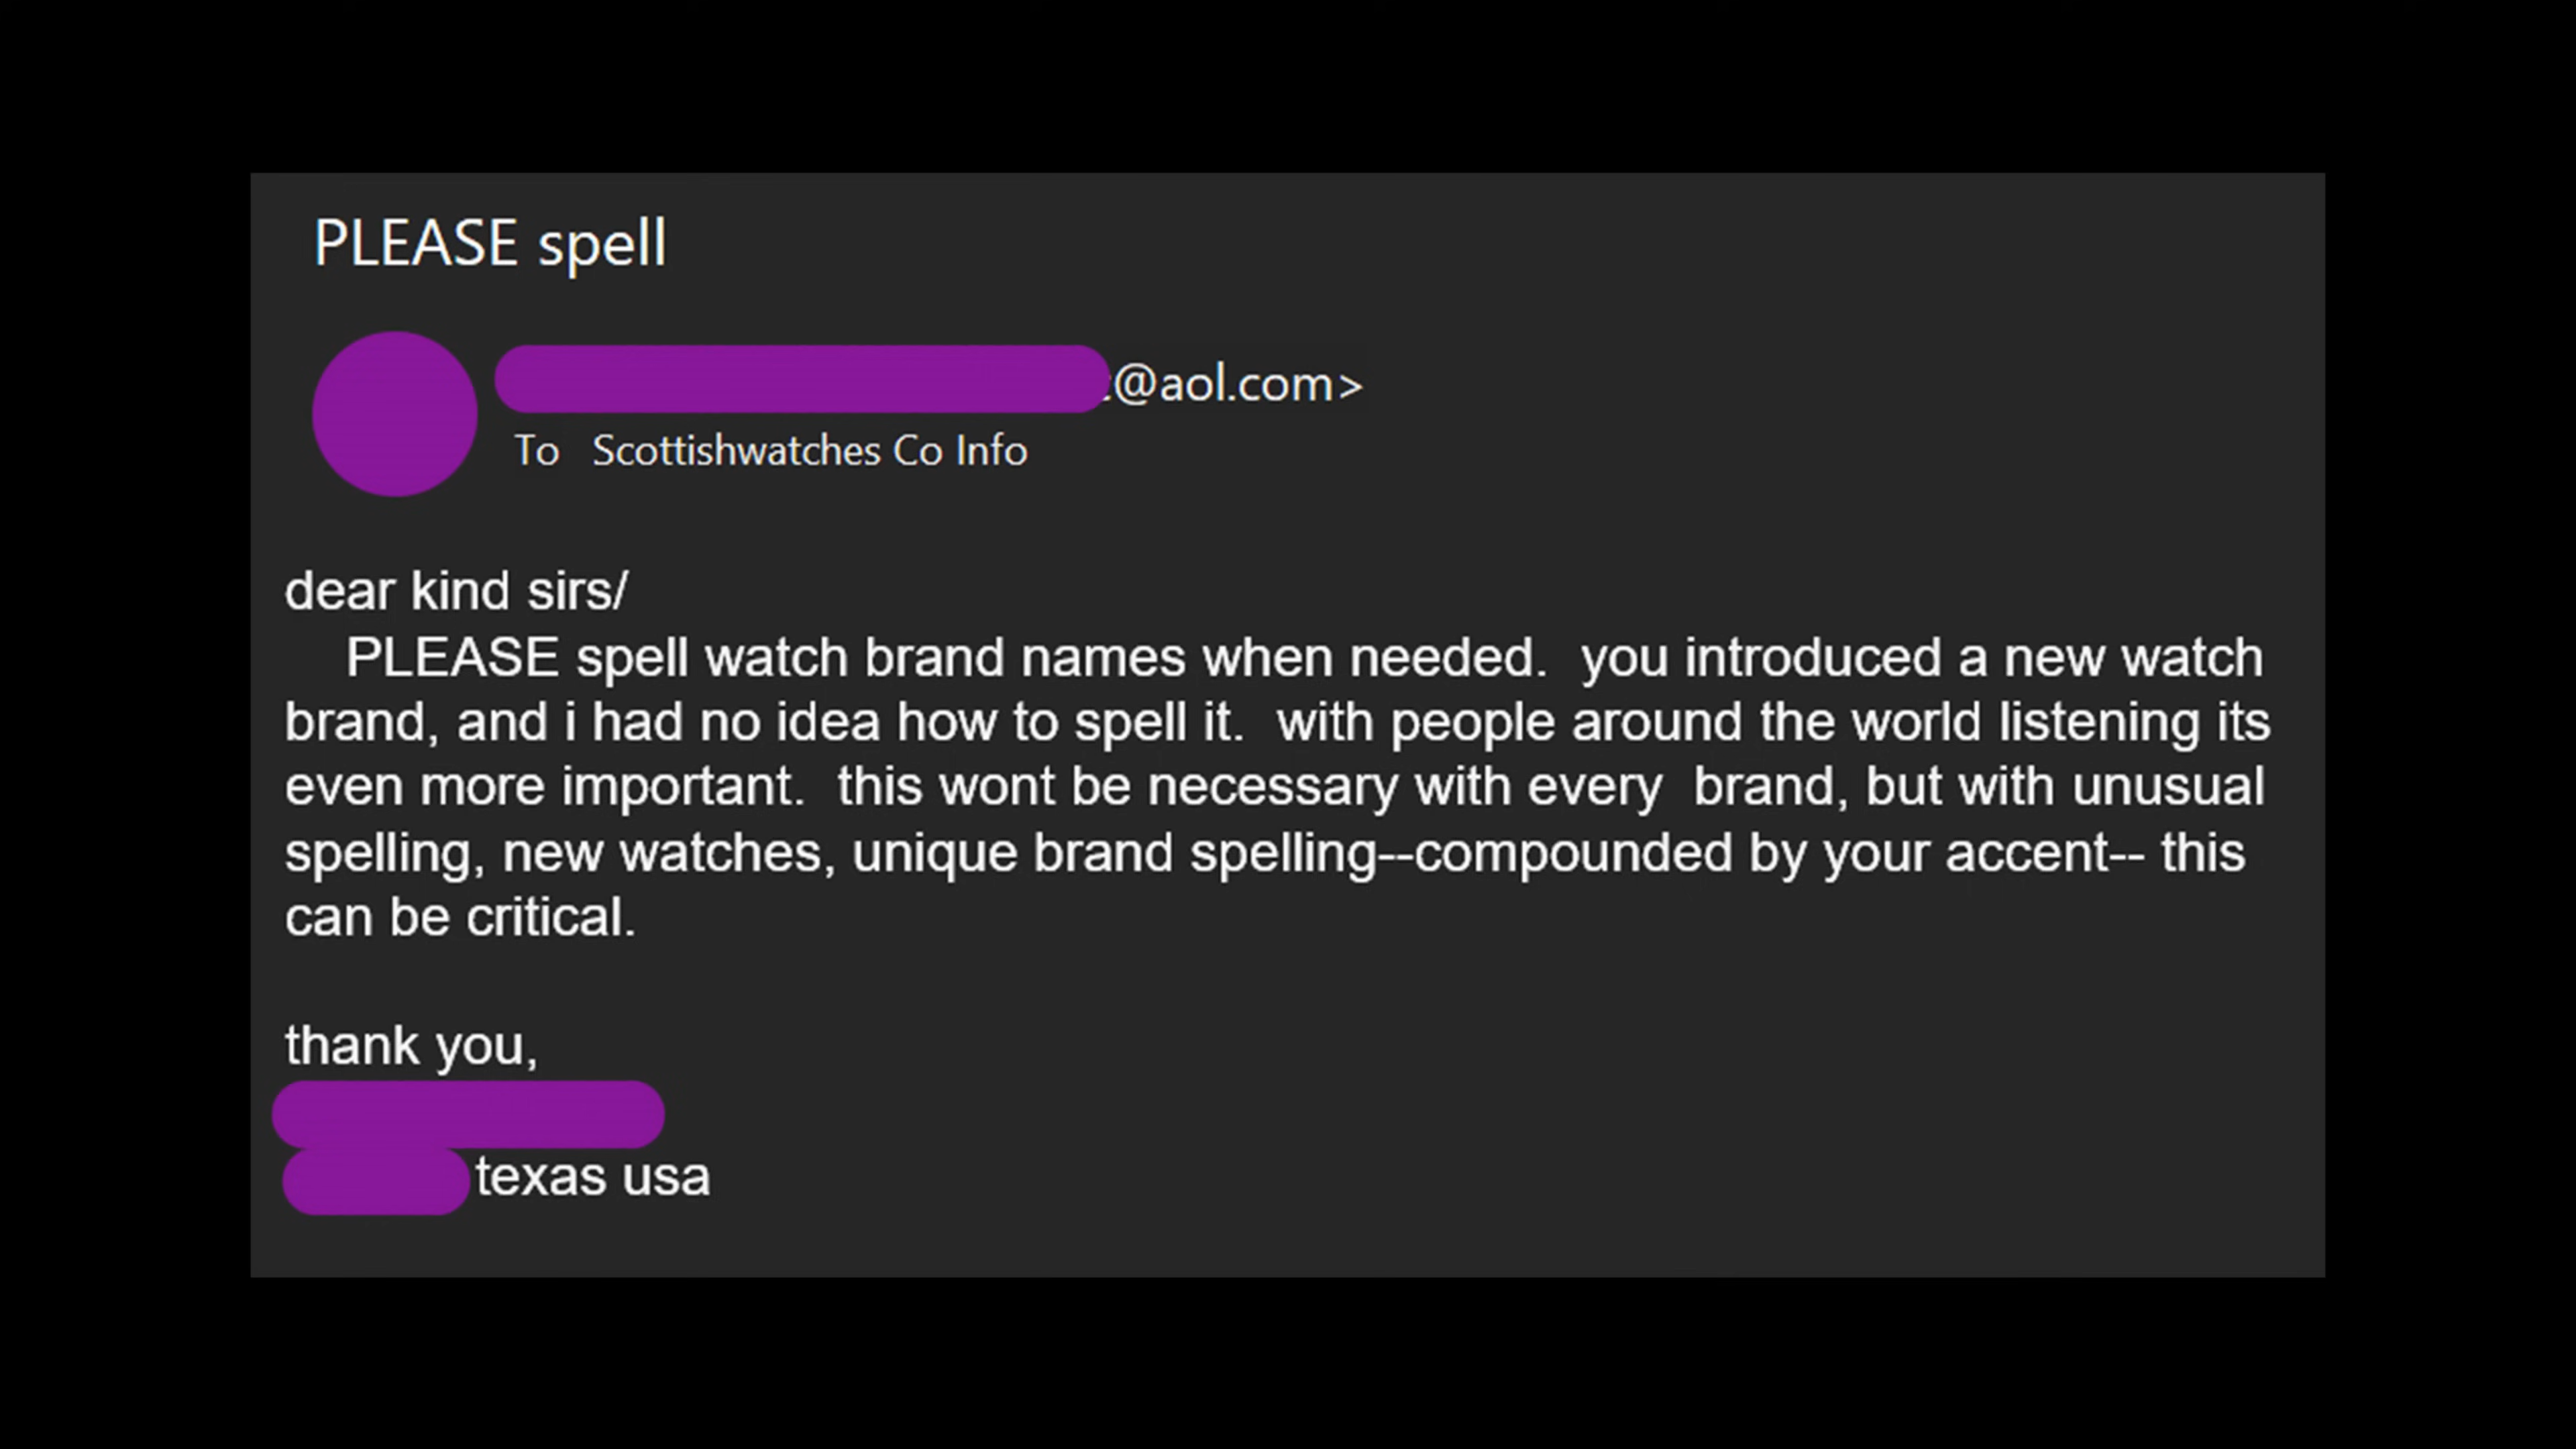 PLEASE spell
@aol.com>
To Scottishwatches Co Info
dear kind sirs/
PLEASE spell watch brand names when needed.  you introduced a new watch
brand, and i had no idea how to spell it.  with people around the world listening its
even more important.  this wont be necessary with every  brand, but with unusual
spelling, new watches, unique brand spelling--compounded by your accent-- this
can be critical.
thank you,
texas usa